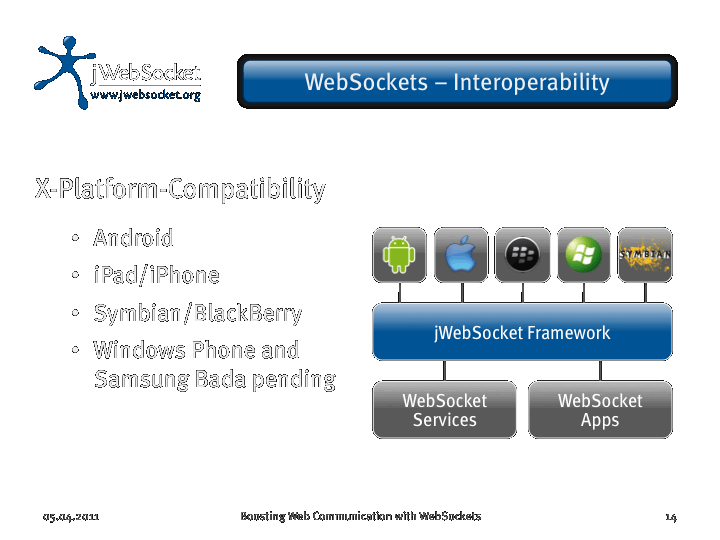 jWebSocket
www.jwebsocket.org
WebSockets – Interoperability
X-Platform-Compatibility
• Android
• iPad/iPhone
• Symbian/BlackBerry
• Windows Phone and
Samsung Bada pending
SYMBIAN
jWebSocket Framework
WebSocket
Services
WebSocket
Apps
05.04.2011
Boosting Web Communication with WebSockets
14